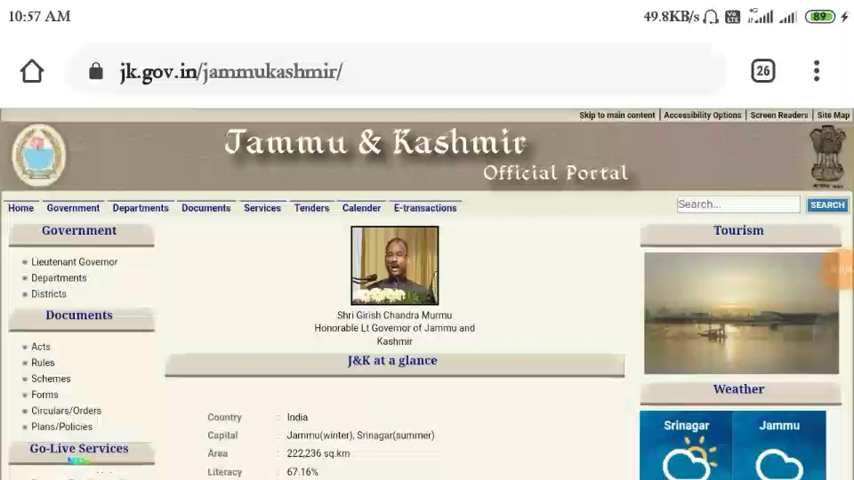 10:57 AM 49.8KB/s 4G 89
jk.gov.in/jammukashmir/ 26
Skip to main content | Accessibility Options | Screen Readers | Site Map
Jammu & Kashmir
Official Portal
Home Government Departments Documents Services Tenders Calender E-transactions Search... SEARCH
Government
Lieutenant Governor
Departments
Districts
Documents
Acts
Rules
Schemes
Forms
Circulars/Orders
Plans/Policies
Go-Live Services
Shri Girish Chandra Murmu
Honorable Lt Governor of Jammu and
Kashmir
J&K at a glance
Country : India
Capital : Jammu(winter), Srinagar(summer)
Area : 222,236 sq.km
Literacy : 67.16%
Tourism
Weather
Srinagar Jammu